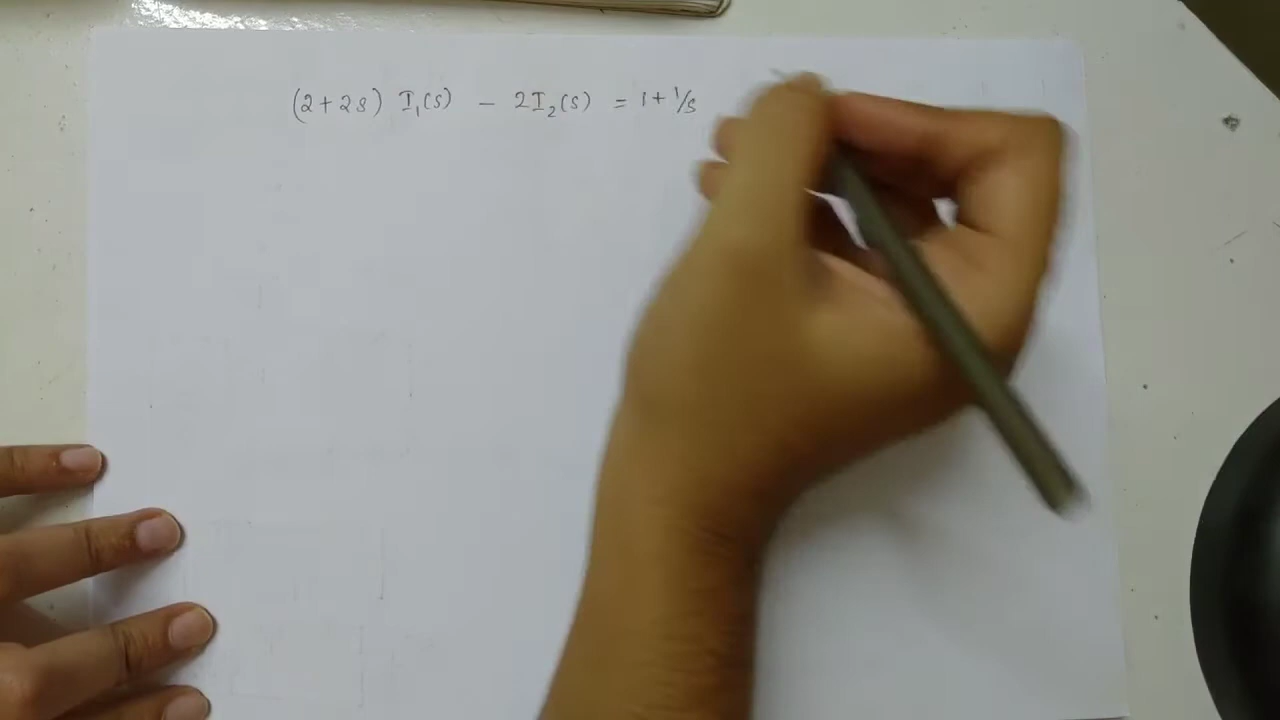 (2+2s) I₁(s) – 2I₂(s) = 1+1/s